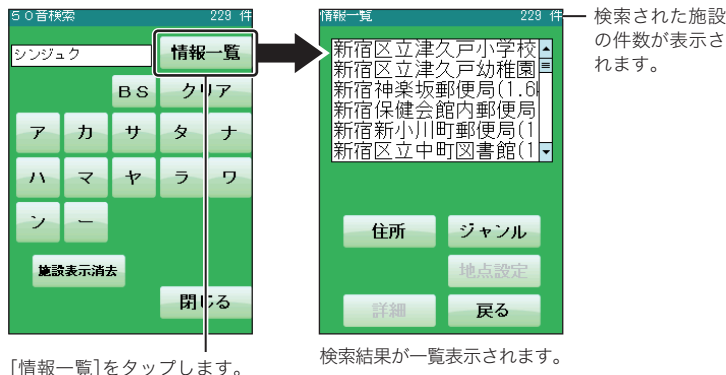 50音検索 229 件
シンジュク 情報一覧
BS クリア
ア カ サ タ ナ
ハ マ ヤ ラ ワ
ン ー
施設表示消去
閉じる
[情報一覧]をタップします。
情報一覧 229 件
新宿区立津久戸小学校
新宿区立津久戸幼稚園
新宿神楽坂郵便局(1.6k
新宿保健会館内郵便局
新宿新小川町郵便局(1
新宿区立中町図書館(1
住所 ジャンル
地点設定
詳細 戻る
検索結果が一覧表示されます。
検索された施設
の件数が表示さ
れます。